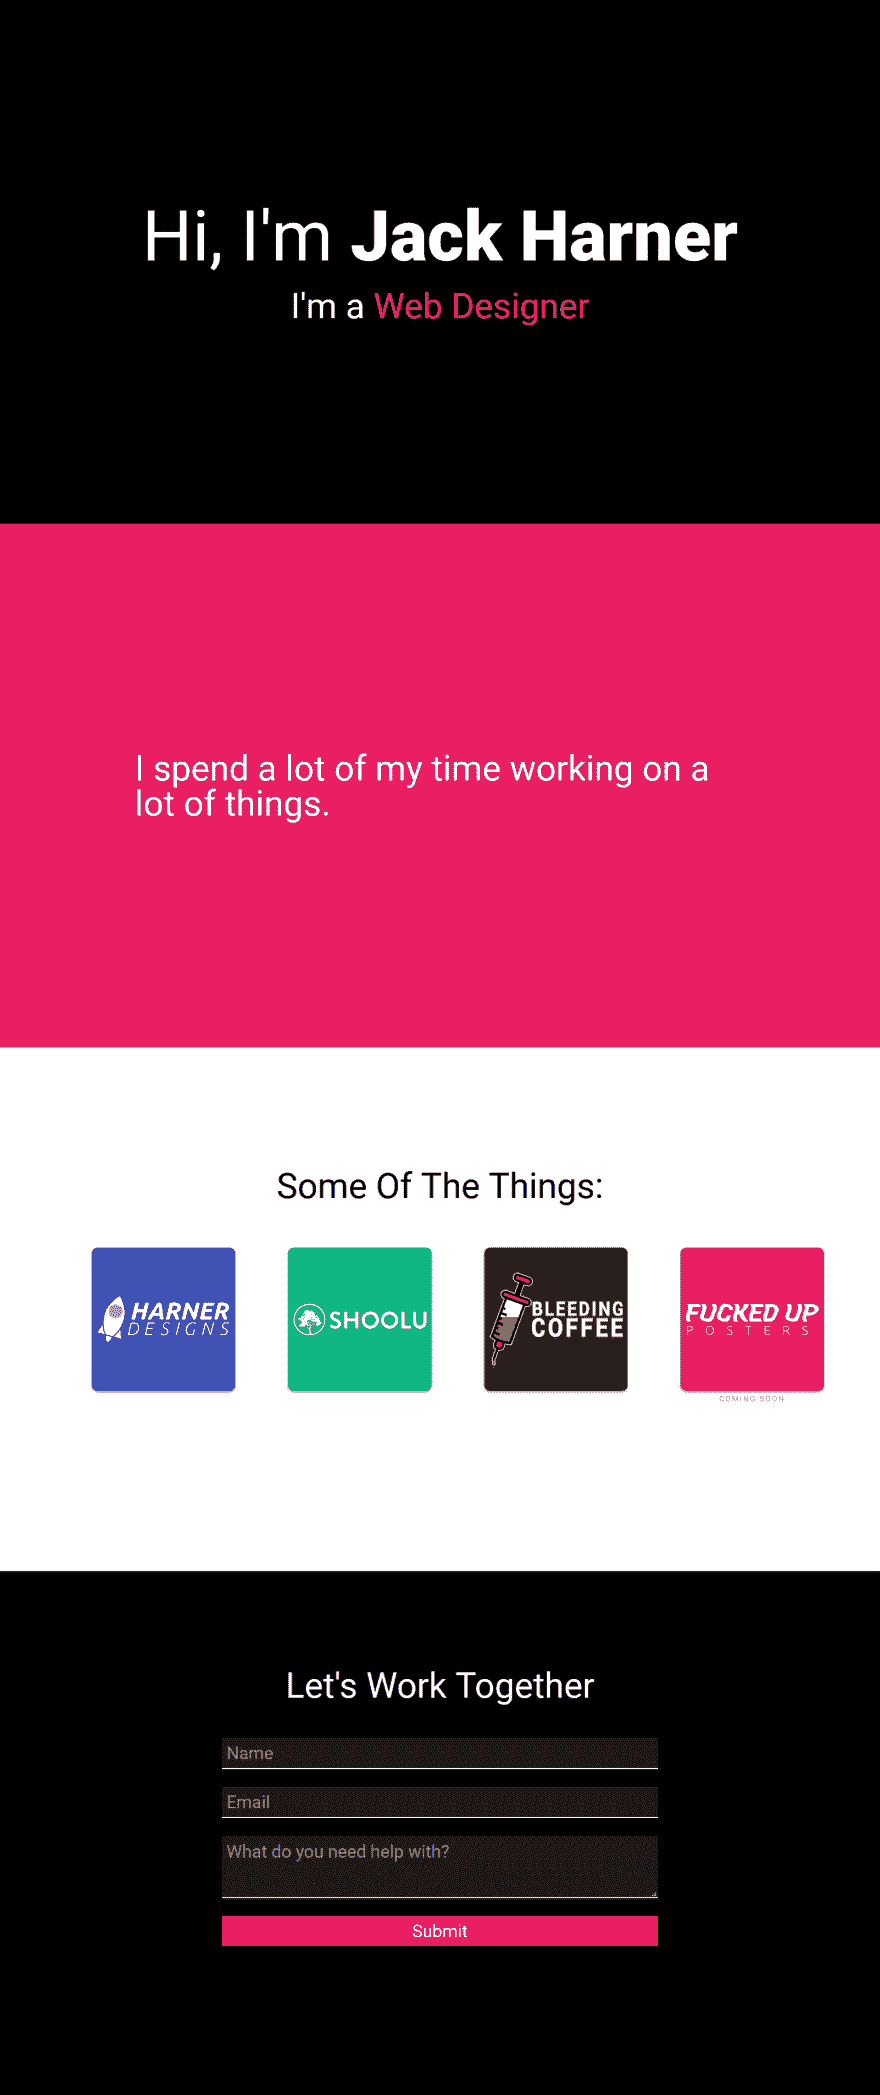 Hi, I'm Jack Harner
I'm a Web Designer
I spend a lot of my time working on a
lot of things.
Some Of The Things:
HARNER
DESIGNS
SHOOLU
BLEEDING
COFFEE
FUCKED UP
POSTERS
COMING SOON
Let's Work Together
Name
Email
What do you need help with?
Submit